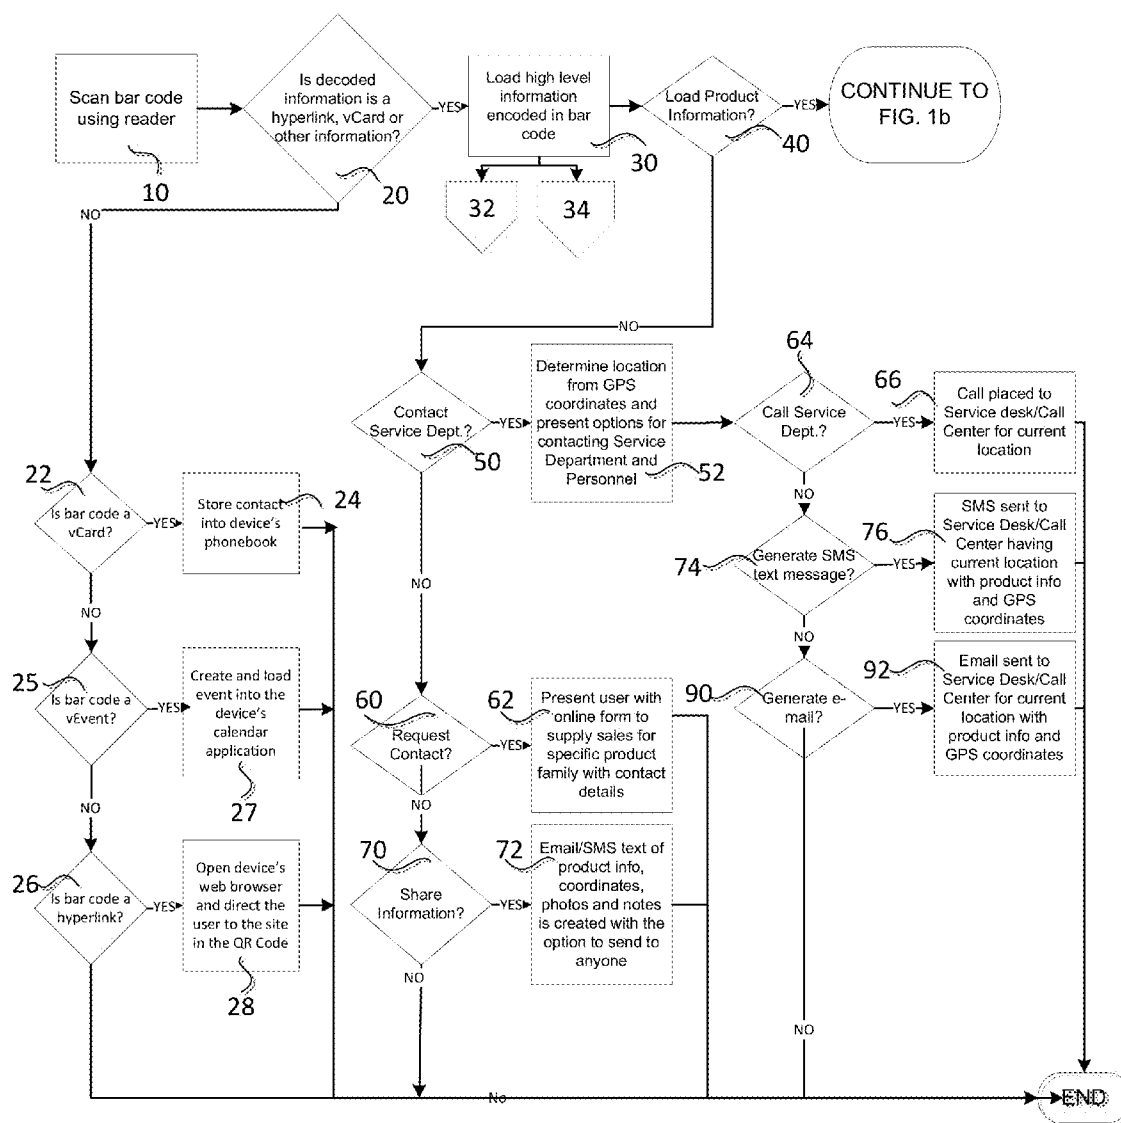 Scan bar code
using reader
10
Is decoded
information is a
hyperlink, vCard or
other information?
20
YES
Load high level
information
encoded in bar
code
30
32
34
Load Product
Information?
40
YES
CONTINUE TO
FIG. 1b
NO
NO
22
Is bar code a
vCard?
YES
Store contact
into device's
phonebook
24
NO
25
Is bar code a
vEvent?
YES
Create and load
event into the
device's
calendar
application
27
NO
26
Is bar code a
hyperlink?
YES
Open device's
web browser
and direct the
user to the site
in the QR Code
28
Contact
Service Dept.?
50
YES
Determine location
from GPS
coordinates and
present options for
contacting Service
Department and
Personnel
52
NO
60
Request
Contact?
YES
62
Present user with
online form to
supply sales for
specific product
family with contact
details
NO
70
Share
Information?
YES
72
Email/SMS text of
product info,
coordinates,
photos and notes
is created with the
option to send to
anyone
NO
64
Call Service
Dept.?
YES
66
Call placed to
Service desk/Call
Center for current
location
NO
74
Generate SMS
text message?
YES
76
SMS sent to
Service Desk/Call
Center having
current location
with product info
and GPS
coordinates
NO
90
Generate e-
mail?
YES
92
Email sent to
Service Desk/Call
Center for current
location with
product info and
GPS coordinates
NO
No
END